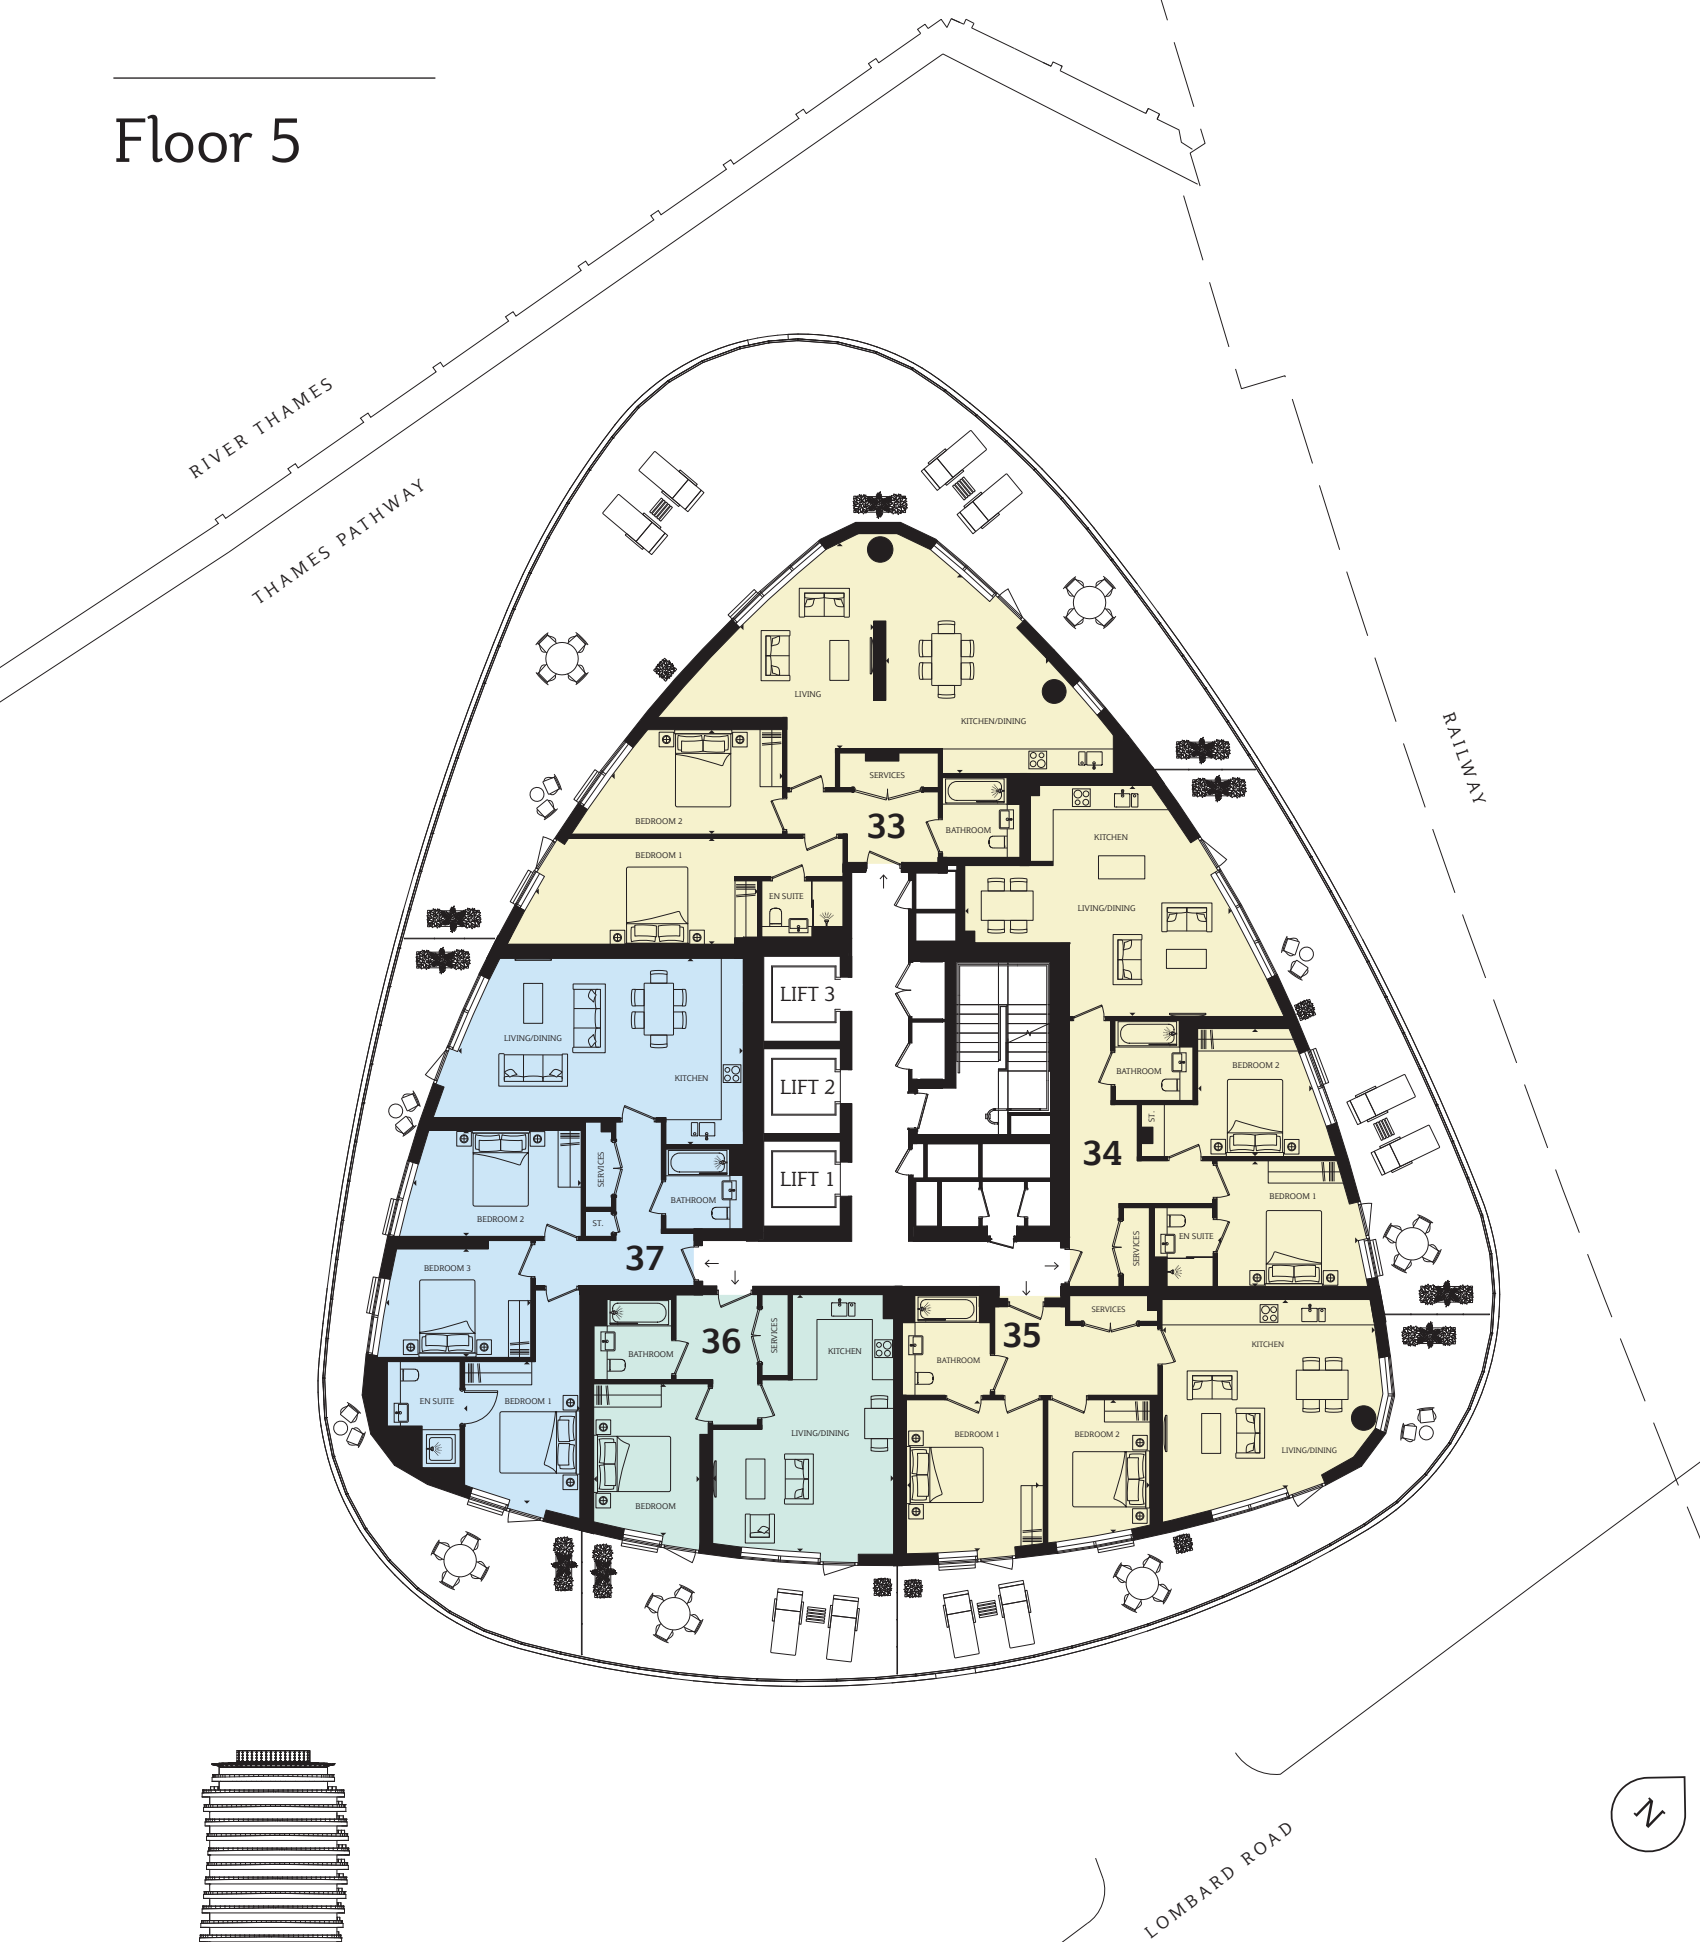 Floor 5
RIVER THAMES
THAMES PATHWAY
RAILWAY
LIVING
KITCHEN/DINING
SERVICES
BEDROOM 2
33
BATHROOM
BEDROOM 1
EN SUITE
KITCHEN
LIVING/DINING
LIFT 3
LIVING/DINING
KITCHEN
LIFT 2
BATHROOM
BEDROOM 2
ST.
34
SERVICES
BATHROOM
LIFT 1
BEDROOM 1
BEDROOM 2
ST.
EN SUITE
SERVICES
37
BEDROOM 3
SERVICES
36
SERVICES
35
KITCHEN
KITCHEN
BATHROOM
BATHROOM
EN SUITE
BEDROOM 1
LIVING/DINING
BEDROOM 1
BEDROOM 2
LIVING/DINING
BEDROOM
N
LOMBARD ROAD